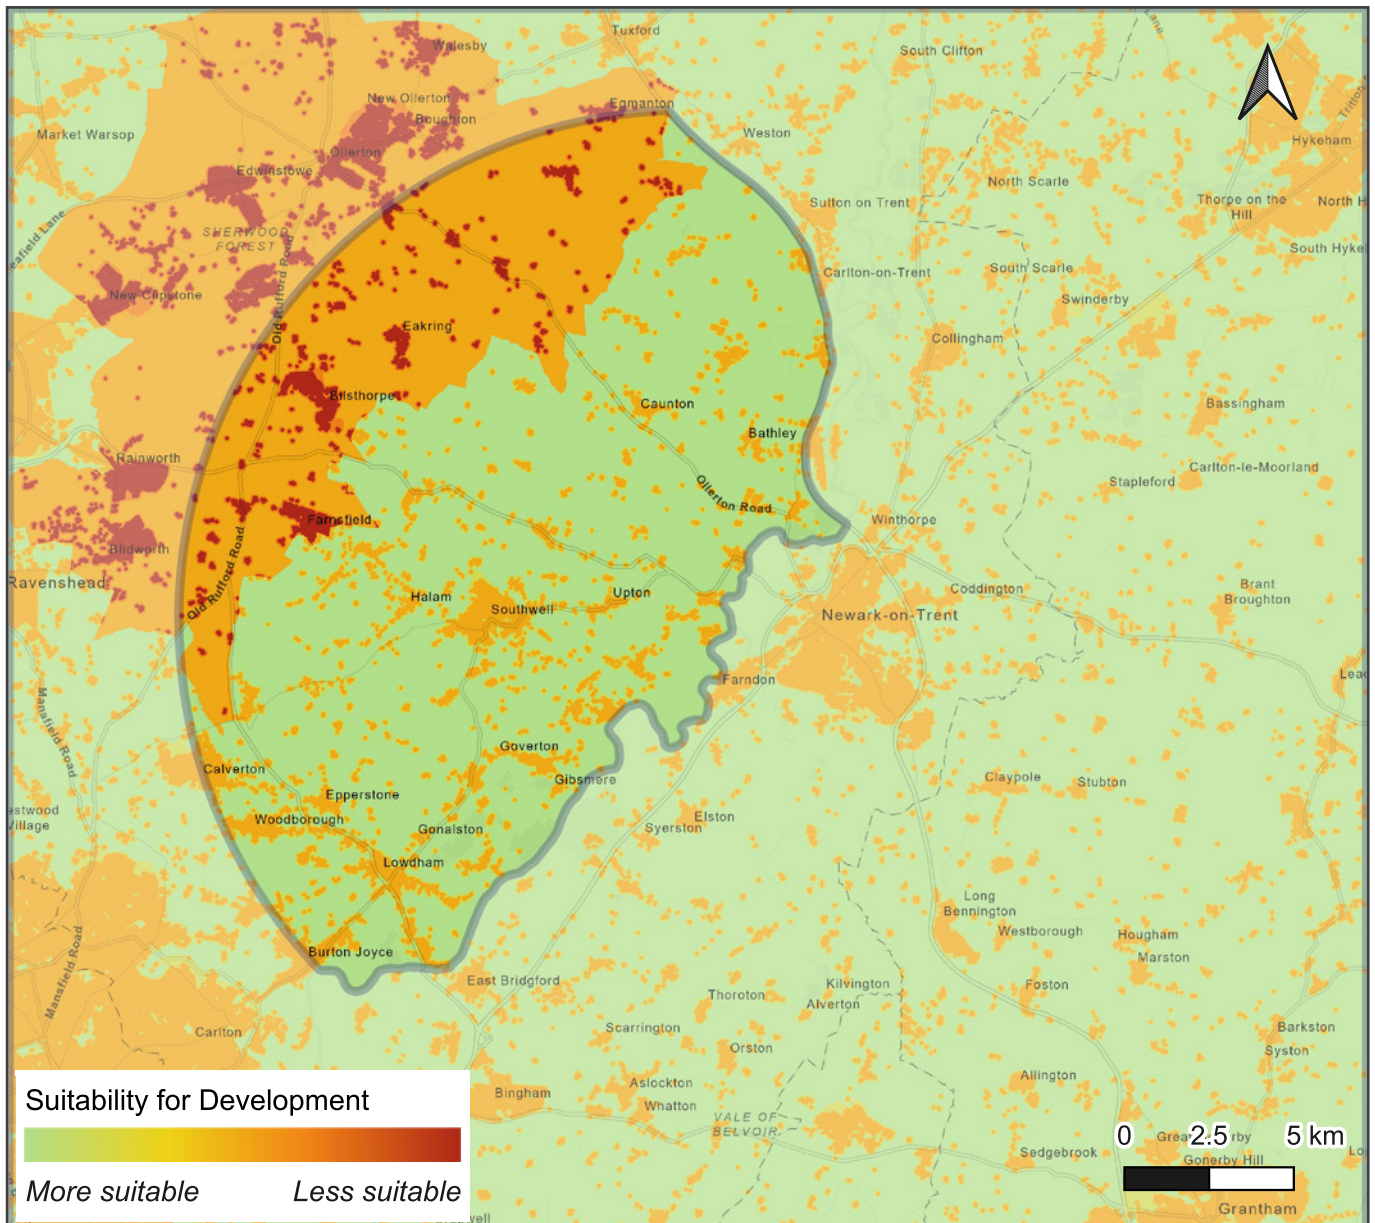 Tuxford
Walesby
South Clifton
New Ollerton
Egmanton
Boughton
Market Warsop
Weston
Hykeham
Ollerton
Edwinstowe
North Scarle
Thorpe on the
Hill
North H
Sutton on Trent
SHERWOOD
FOREST
South Hyke
eafield Lane
Carlton-on-Trent
South Scarle
New Clipstone
Swinderby
Old Rufford Road
Eakring
Collingham
Bilsthorpe
Caunton
Bassingham
Bathley
Rainworth
Carlton-le-Moorland
Stapleford
Ollerton Road
Farnsfield
Winthorpe
Blidworth
Ravenshead
Old Rufford Road
Halam
Upton
Southwell
Coddington
Brant
Broughton
Newark-on-Trent
Farndon
Lea
Mansfield Road
Goverton
Calverton
Gibsmere
Claypole
Stubton
Epperstone
estwood
Village
Woodborough
Gonalston
Elston
Syerston
Lowdham
Long
Bennington
Westborough
Hougham
Marston
Mansfield Road
Burton Joyce
East Bridgford
Thoroton
Kilvington
Alverton
Foston
Carlton
Scarrington
Orston
Barkston
Syston
Allington
Aslockton
Whatton
Bingham
VALE OF
BELVOIR
Sedgebrook
Gonerby Hill
Grantham
Suitability for Development
More suitable
Less suitable
0
2.5
5 km